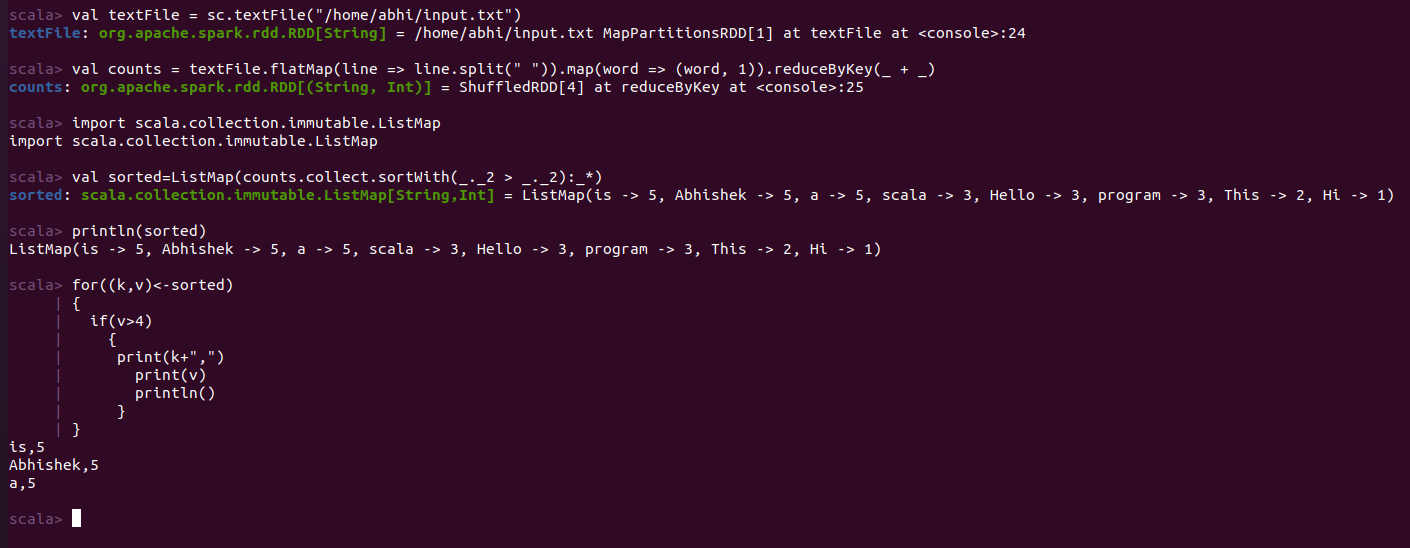 scala> val textFile = sc.textFile("/home/abhi/input.txt")
textFile: org.apache.spark.rdd.RDD[String] = /home/abhi/input.txt MapPartitionsRDD[1] at textFile at <console>:24
scala> val counts = textFile.flatMap(line => line.split(" ")).map(word => (word, 1)).reduceByKey(_ + _)
counts: org.apache.spark.rdd.RDD[(String, Int)] = ShuffledRDD[4] at reduceByKey at <console>:25
scala> import scala.collection.immutable.ListMap
import scala.collection.immutable.ListMap
scala> val sorted=ListMap(counts.collect.sortWith(_._2 > _._2):_*)
sorted: scala.collection.immutable.ListMap[String,Int] = ListMap(is -> 5, Abhishek -> 5, a -> 5, scala -> 3, Hello -> 3, program -> 3, This -> 2, Hi -> 1)
scala> println(sorted)
ListMap(is -> 5, Abhishek -> 5, a -> 5, scala -> 3, Hello -> 3, program -> 3, This -> 2, Hi -> 1)
scala> for((k,v)<-sorted)
     | {
     |   if(v>4)
     |     {
     |      print(k+",")
     |        print(v)
     |        println()
     |      }
     | }
is,5
Abhishek,5
a,5
scala>